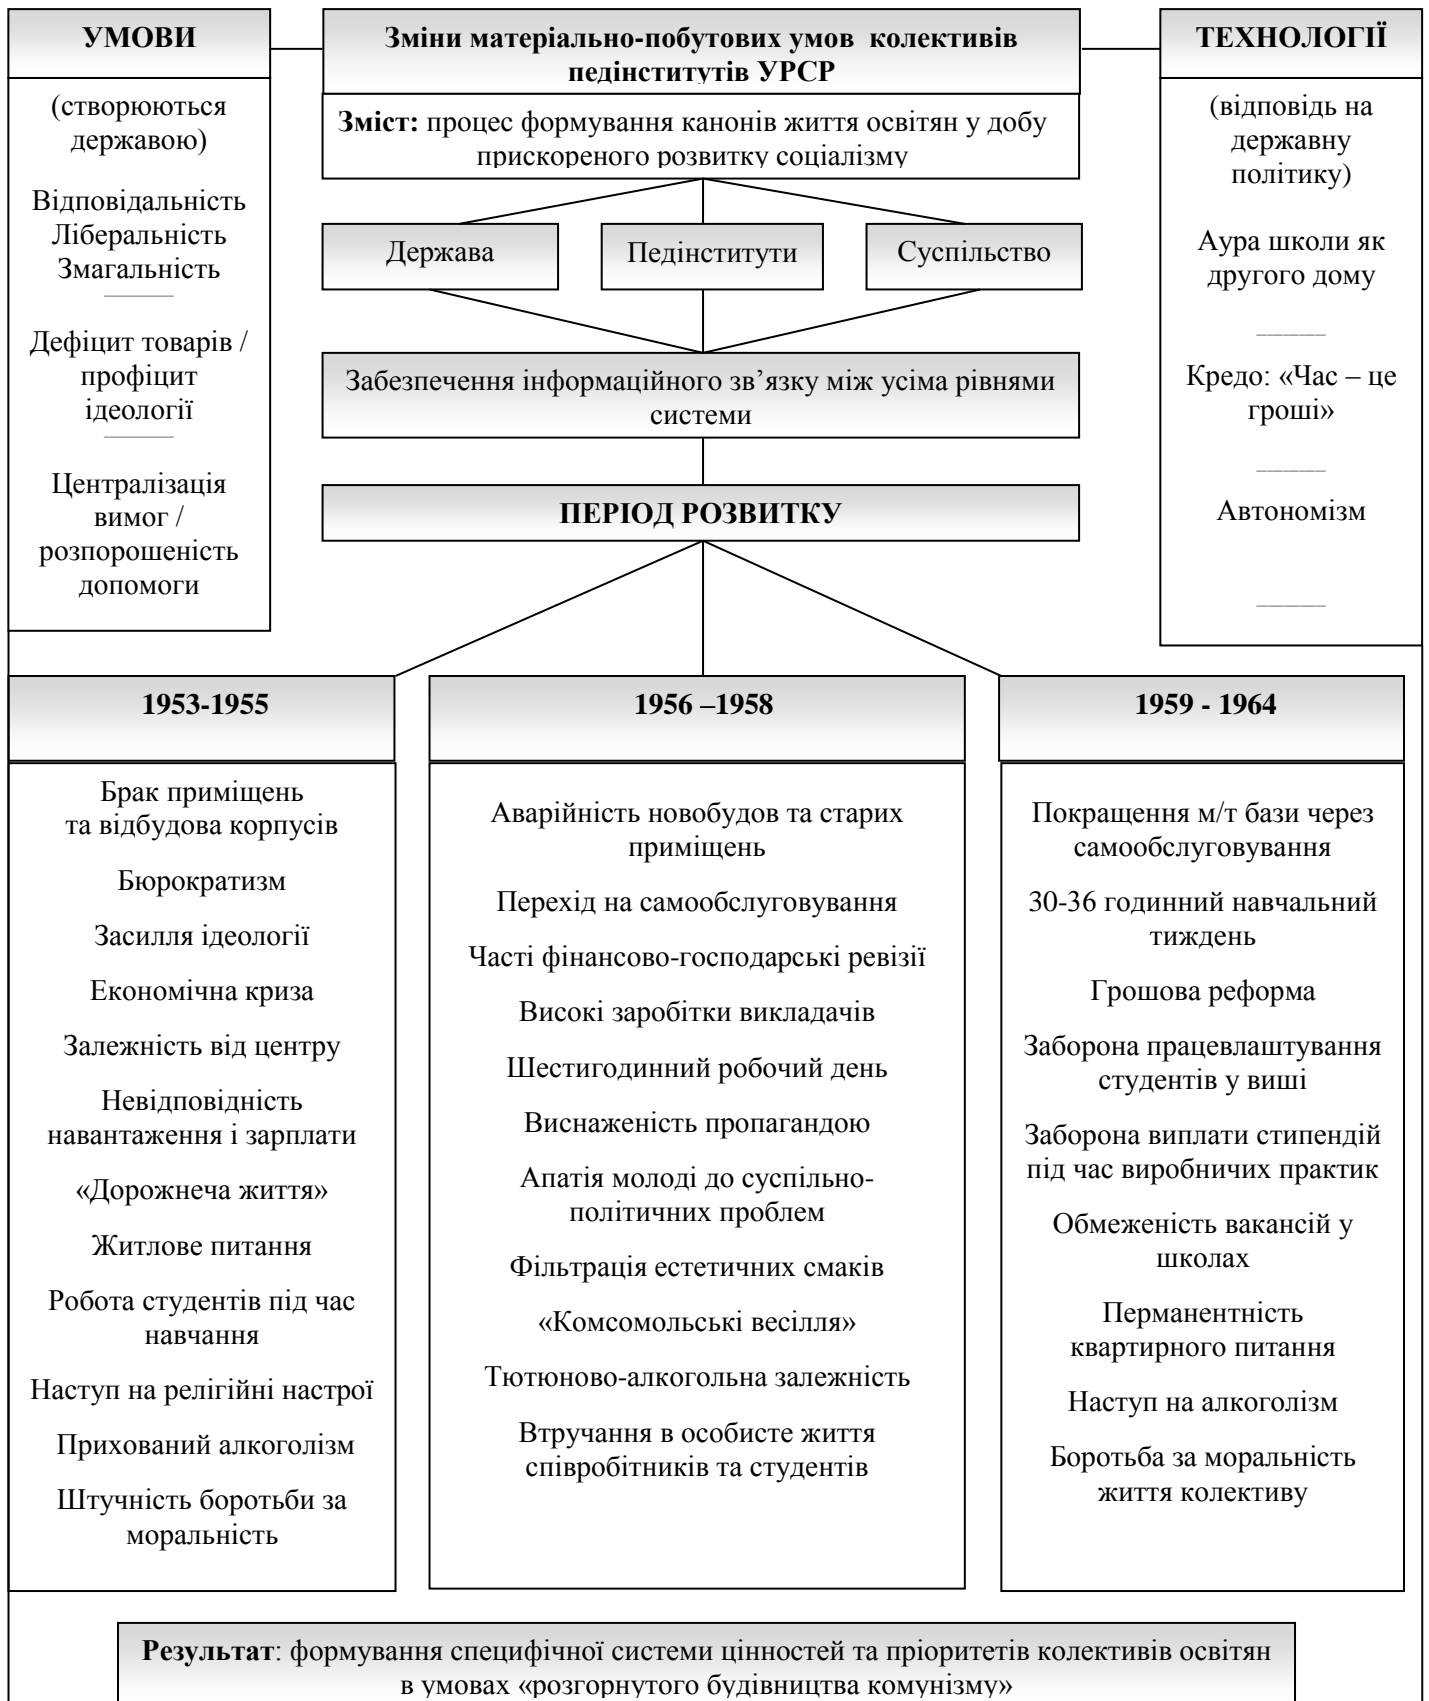 УМОВИ
(створюються
державою)
Відповідальність
Ліберальність
Змагальність
Дефіцит товарів /
профіцит
ідеології
Централізація
вимог /
розпорошеність
допомоги
Зміни матеріально-побутових умов колективів
педінститутів УРСР
Зміст: процес формування канонів життя освітян у добу
прискореного розвитку соціалізму
Держава
Педінститути
Суспільство
Забезпечення інформаційного зв’язку між усіма рівнями
системи
ПЕРІОД РОЗВИТКУ
ТЕХНОЛОГІЇ
(відповідь на
державну
політику)
Аура школи як
другого дому
Кредо: «Час – це
гроші»
Автономізм
1953-1955
Брак приміщень
та відбудова корпусів
Бюрократизм
Засилля ідеології
Економічна криза
Залежність від центру
Невідповідність
навантаження і зарплати
«Дорожнеча життя»
Житлове питання
Робота студентів під час
навчання
Наступ на релігійні настрої
Прихований алкоголізм
Штучність боротьби за
моральність
1956 –1958
Аварійність новобудов та старих
приміщень
Перехід на самообслуговування
Часті фінансово-господарські ревізії
Високі заробітки викладачів
Шестигодинний робочий день
Виснаженість пропагандою
Апатія молоді до суспільно-
політичних проблем
Фільтрація естетичних смаків
«Комсомольські весілля»
Тютюново-алкогольна залежність
Втручання в особисте життя
співробітників та студентів
1959 - 1964
Покращення м/т бази через
самообслуговування
30-36 годинний навчальний
тиждень
Грошова реформа
Заборона працевлаштування
студентів у виші
Заборона виплати стипендій
під час виробничих практик
Обмеженість вакансій у
школах
Перманентність
квартирного питання
Наступ на алкоголізм
Боротьба за моральність
життя колективу
Результат: формування специфічної системи цінностей та пріоритетів колективів освітян
в умовах «розгорнутого будівництва комунізму»